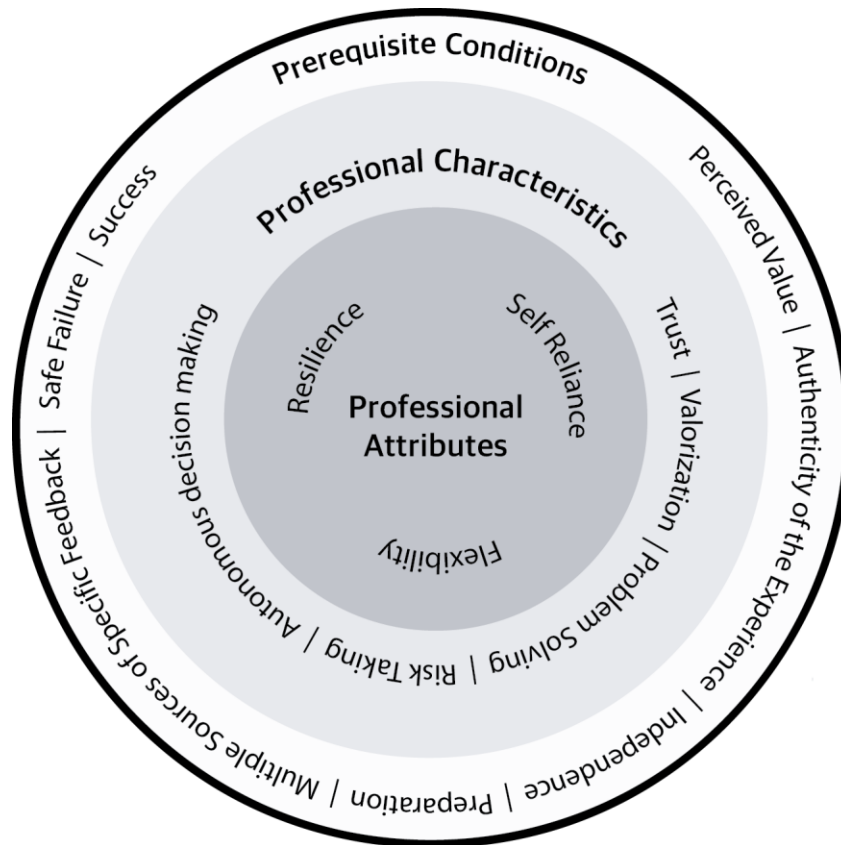 Prerequisite Conditions
Perceived Value | Authenticity of the Experience | Independence | Preparation | Multiple Sources of Specific Feedback | Safe Failure | Success
Professional Characteristics
Trust | Valorization | Problem Solving | Risk Taking | Autonomous decision making
Resilience
Self Reliance
Professional
Attributes
Flexibility